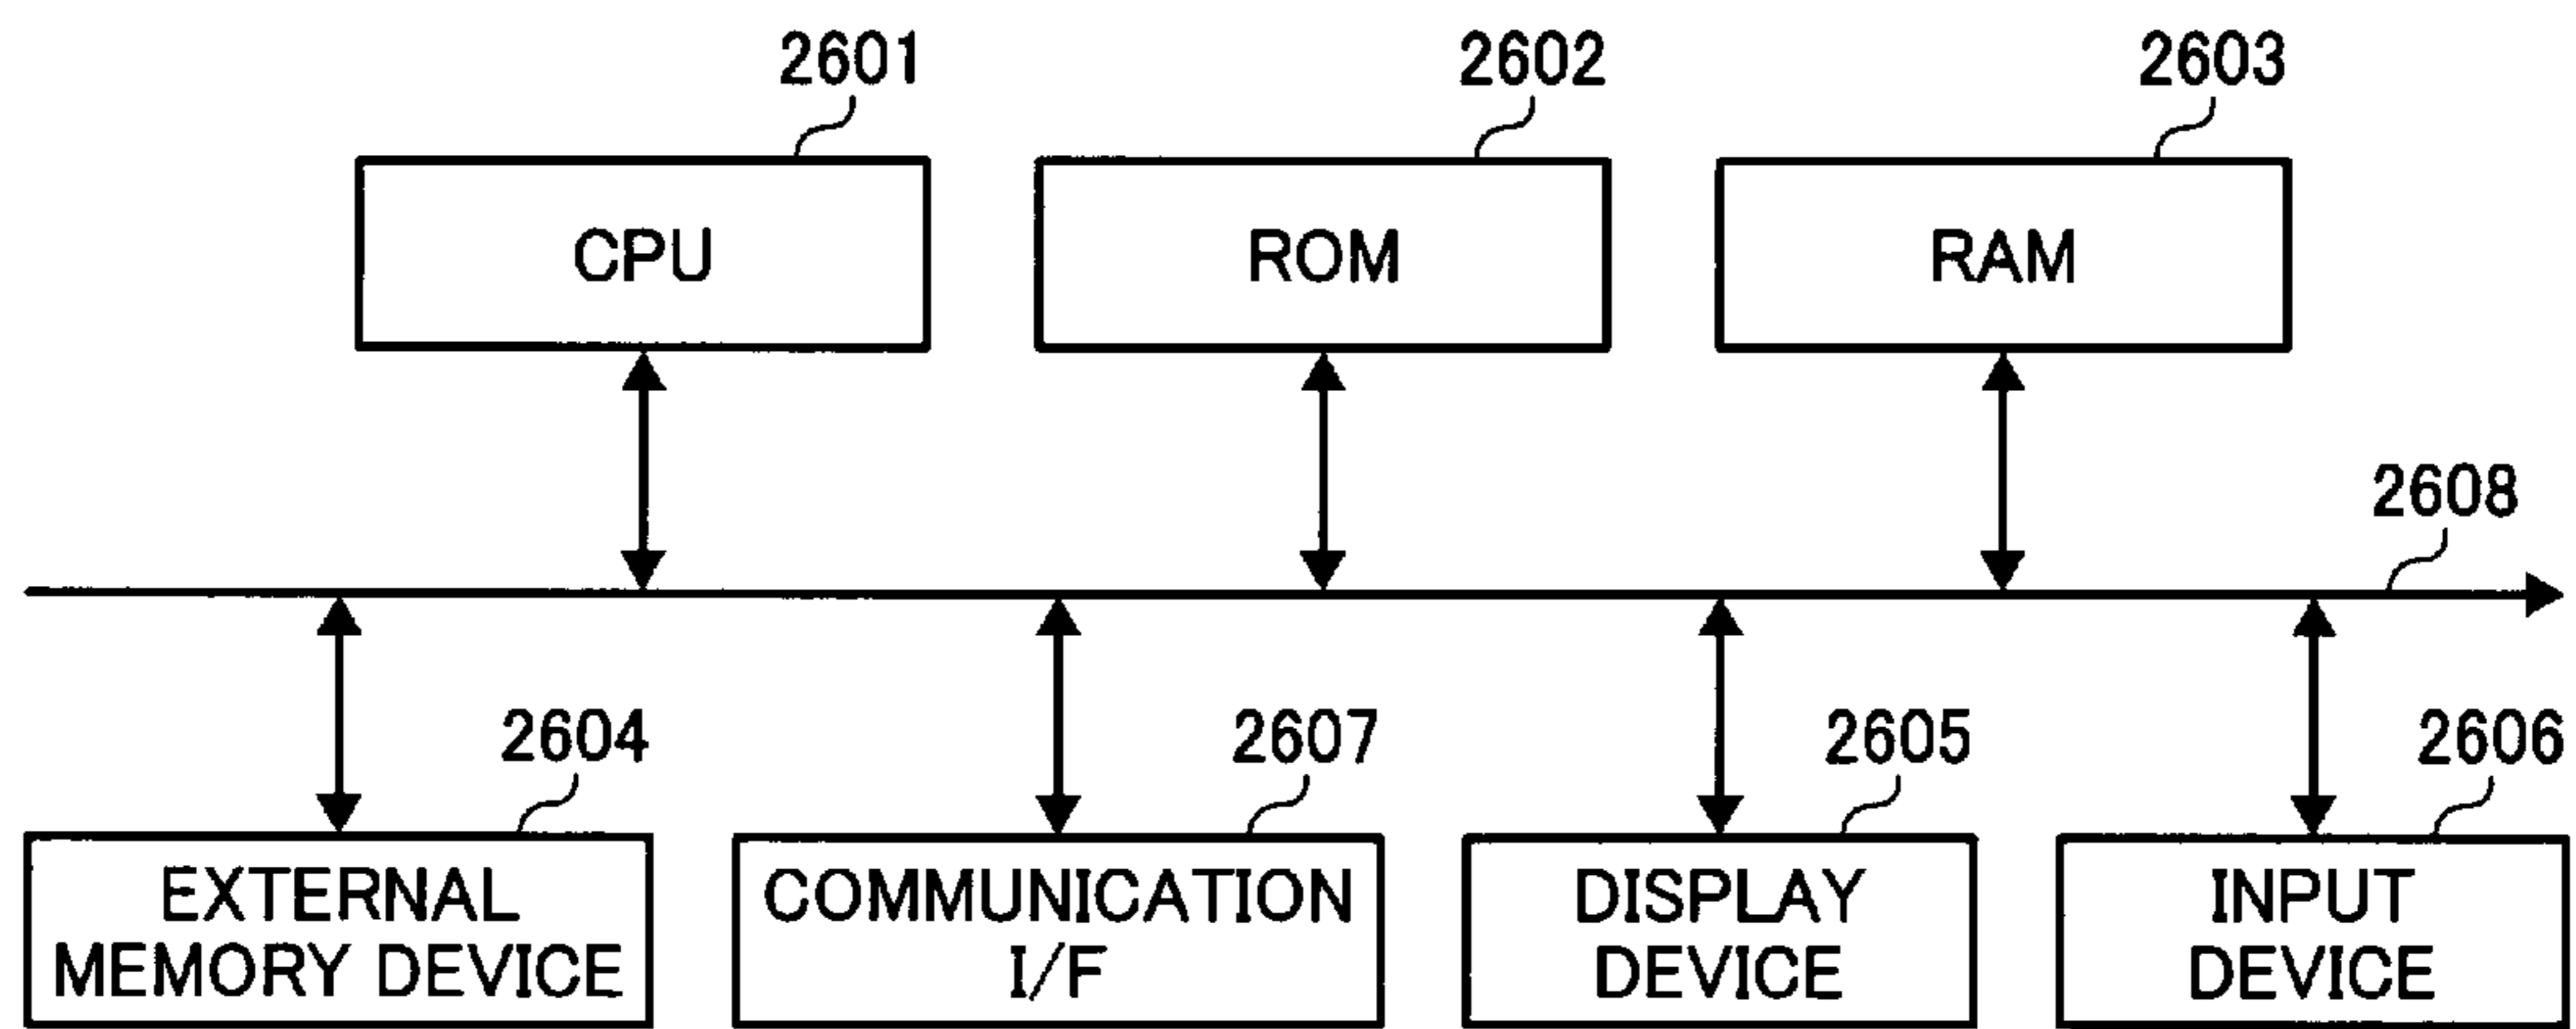 2601
2602
2603
CPU
ROM
RAM
2608
2604
2607
2605
2606
EXTERNAL
MEMORY DEVICE
COMMUNICATION
I/F
DISPLAY
DEVICE
INPUT
DEVICE